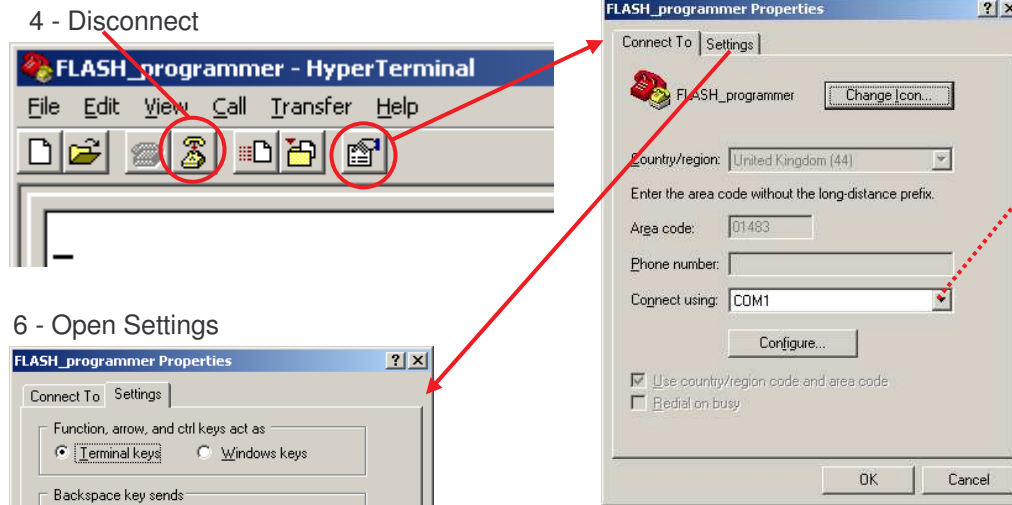 4 - Disconnect
FLASH_programmer - HyperTerminal
File Edit View Call Transfer Help
6 - Open Settings
FLASH_programmer Properties
Connect To Settings
Function, arrow, and ctrl keys act as
Terminal keys Windows keys
Backspace key sends
FLASH_programmer Properties
Connect To Settings
FLASH_programmer Change Icon...
Country/region: United Kingdom (44)
Enter the area code without the long-distance prefix.
Area code: 01483
Phone number:
Connect using: COM1
Configure...
Use country/region code and area code
Redial on busy
OK Cancel